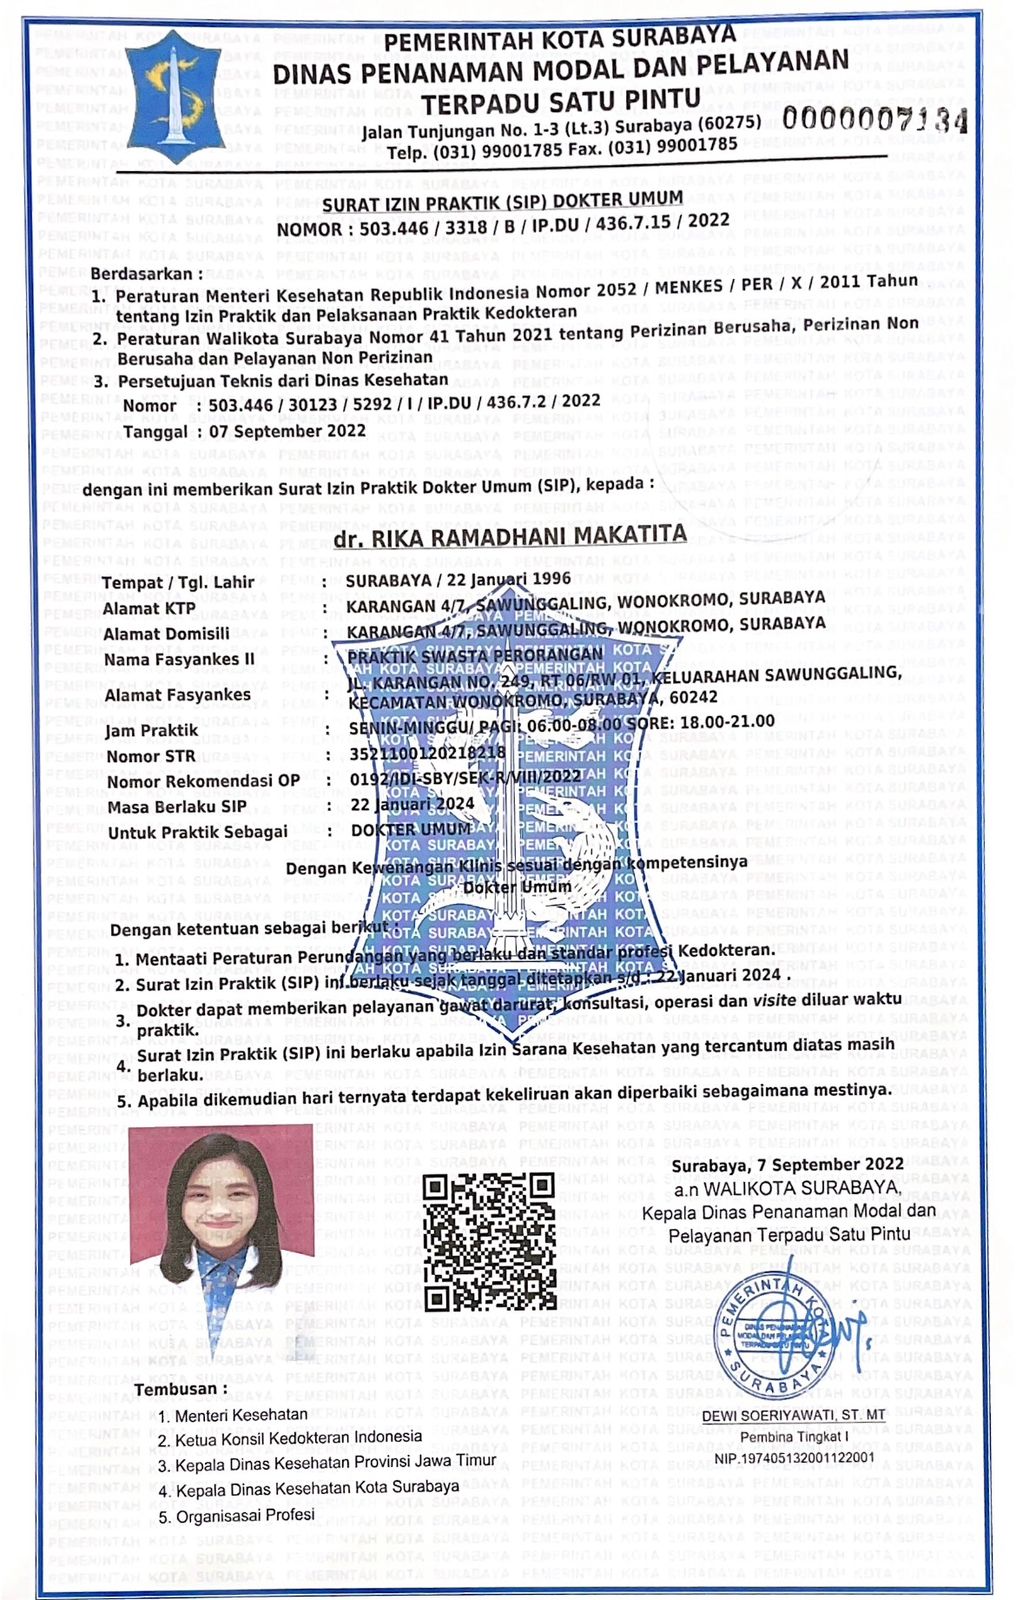 PEMERINTAH KOTA SURABAYA
DINAS PENANAMAN MODAL DAN PELAYANAN
TERPADU SATU PINTU
Jalan Tunjungan No. 1-3 (Lt.3) Surabaya (60275)
0000007134
Telp. (031) 99001785 Fax. (031) 99001785
SURAT IZIN PRAKTIK (SIP) DOKTER UMUM
NOMOR : 503.446 / 3318 / B / IP.DU / 436.7.15 / 2022
Berdasarkan :
1. Peraturan Menteri Kesehatan Republik Indonesia Nomor 2052 / MENKES / PER / X / 2011 Tahun
tentang Izin Praktik dan Pelaksanaan Praktik Kedokteran
2. Peraturan Walikota Surabaya Nomor 41 Tahun 2021 tentang Perizinan Berusaha, Perizinan Non
Berusaha dan Pelayanan Non Perizinan
3. Persetujuan Teknis dari Dinas Kesehatan
Nomor : 503.446 / 30123 / 5292 / I / IP.DU / 436.7.2 / 2022
Tanggal : 07 September 2022
dengan ini memberikan Surat Izin Praktik Dokter Umum (SIP), kepada :
dr. RIKA RAMADHANI MAKATITA
Tempat / Tgl. Lahir : SURABAYA / 22 Januari 1996
Alamat KTP : KARANGAN 4/7, SAWUNGGALING, WONOKROMO, SURABAYA
Alamat Domisili : KARANGAN 4/7, SAWUNGGALING, WONOKROMO, SURABAYA
Nama Fasyankes II : PRAKTIK SWASTA PERORANGAN
Alamat Fasyankes : JL. KARANGAN NO. 249, RT 06/RW 01, KELUARAHAN SAWUNGGALING,
KECAMATAN WONOKROMO, SURABAYA, 60242
Jam Praktik : SENIN-MINGGU/ PAGI: 06.00-08.00 SORE: 18.00-21.00
Nomor STR : 3521100120218218
Nomor Rekomendasi OP : 0192/IDI-SBY/SEK-R/VIII/2022
Masa Berlaku SIP : 22 Januari 2024
Untuk Praktik Sebagai : DOKTER UMUM
Dengan Kewenangan Klinis sesuai dengan kompetensinya
Dokter Umum
Dengan ketentuan sebagai berikut :
1. Mentaati Peraturan Perundangan yang berlaku dan standar profesi Kedokteran.
2. Surat Izin Praktik (SIP) ini berlaku sejak tanggal ditetapkan s/d : 22 Januari 2024 .
3. Dokter dapat memberikan pelayanan gawat darurat, konsultasi, operasi dan visite diluar waktu
praktik.
4. Surat Izin Praktik (SIP) ini berlaku apabila Izin Sarana Kesehatan yang tercantum diatas masih
berlaku.
5. Apabila dikemudian hari ternyata terdapat kekeliruan akan diperbaiki sebagaimana mestinya.
Surabaya, 7 September 2022
a.n WALIKOTA SURABAYA,
Kepala Dinas Penanaman Modal dan
Pelayanan Terpadu Satu Pintu
PEMERINTAH KOTA
DINAS PENANAMAN
MODAL DAN PELAYANAN
TERPADU SATU PINTU
SURABAYA
DEWI SOERIYAWATI, ST. MT
Pembina Tingkat I
NIP.197405132001122001
Tembusan :
1. Menteri Kesehatan
2. Ketua Konsil Kedokteran Indonesia
3. Kepala Dinas Kesehatan Provinsi Jawa Timur
4. Kepala Dinas Kesehatan Kota Surabaya
5. Organisasai Profesi